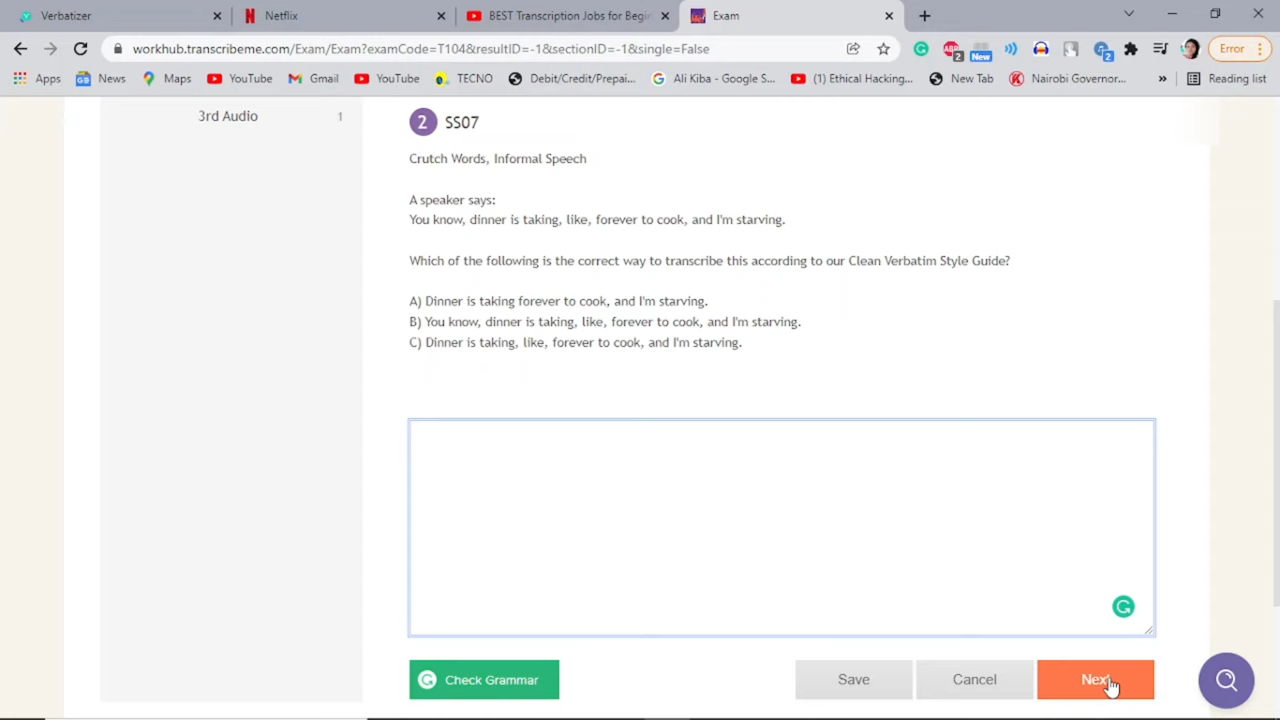 Verbatizer
Netflix
BEST Transcription Jobs for Begin
Exam
workhub.transcribeme.com/Exam/Exam?examCode=T104&resultID=-1&sectionID=-1&single=False
2
New
2
Error
Apps
News
Maps
YouTube
Gmail
YouTube
TECNO
Debit/Credit/Prepai...
Ali Kiba - Google S...
(1) Ethical Hacking...
New Tab
Nairobi Governor...
»
Reading list
3rd Audio 1
2 SS07
Crutch Words, Informal Speech
A speaker says:
You know, dinner is taking, like, forever to cook, and I'm starving.
Which of the following is the correct way to transcribe this according to our Clean Verbatim Style Guide?
A) Dinner is taking forever to cook, and I'm starving.
B) You know, dinner is taking, like, forever to cook, and I'm starving.
C) Dinner is taking, like, forever to cook, and I'm starving.
Check Grammar
Save
Cancel
Next